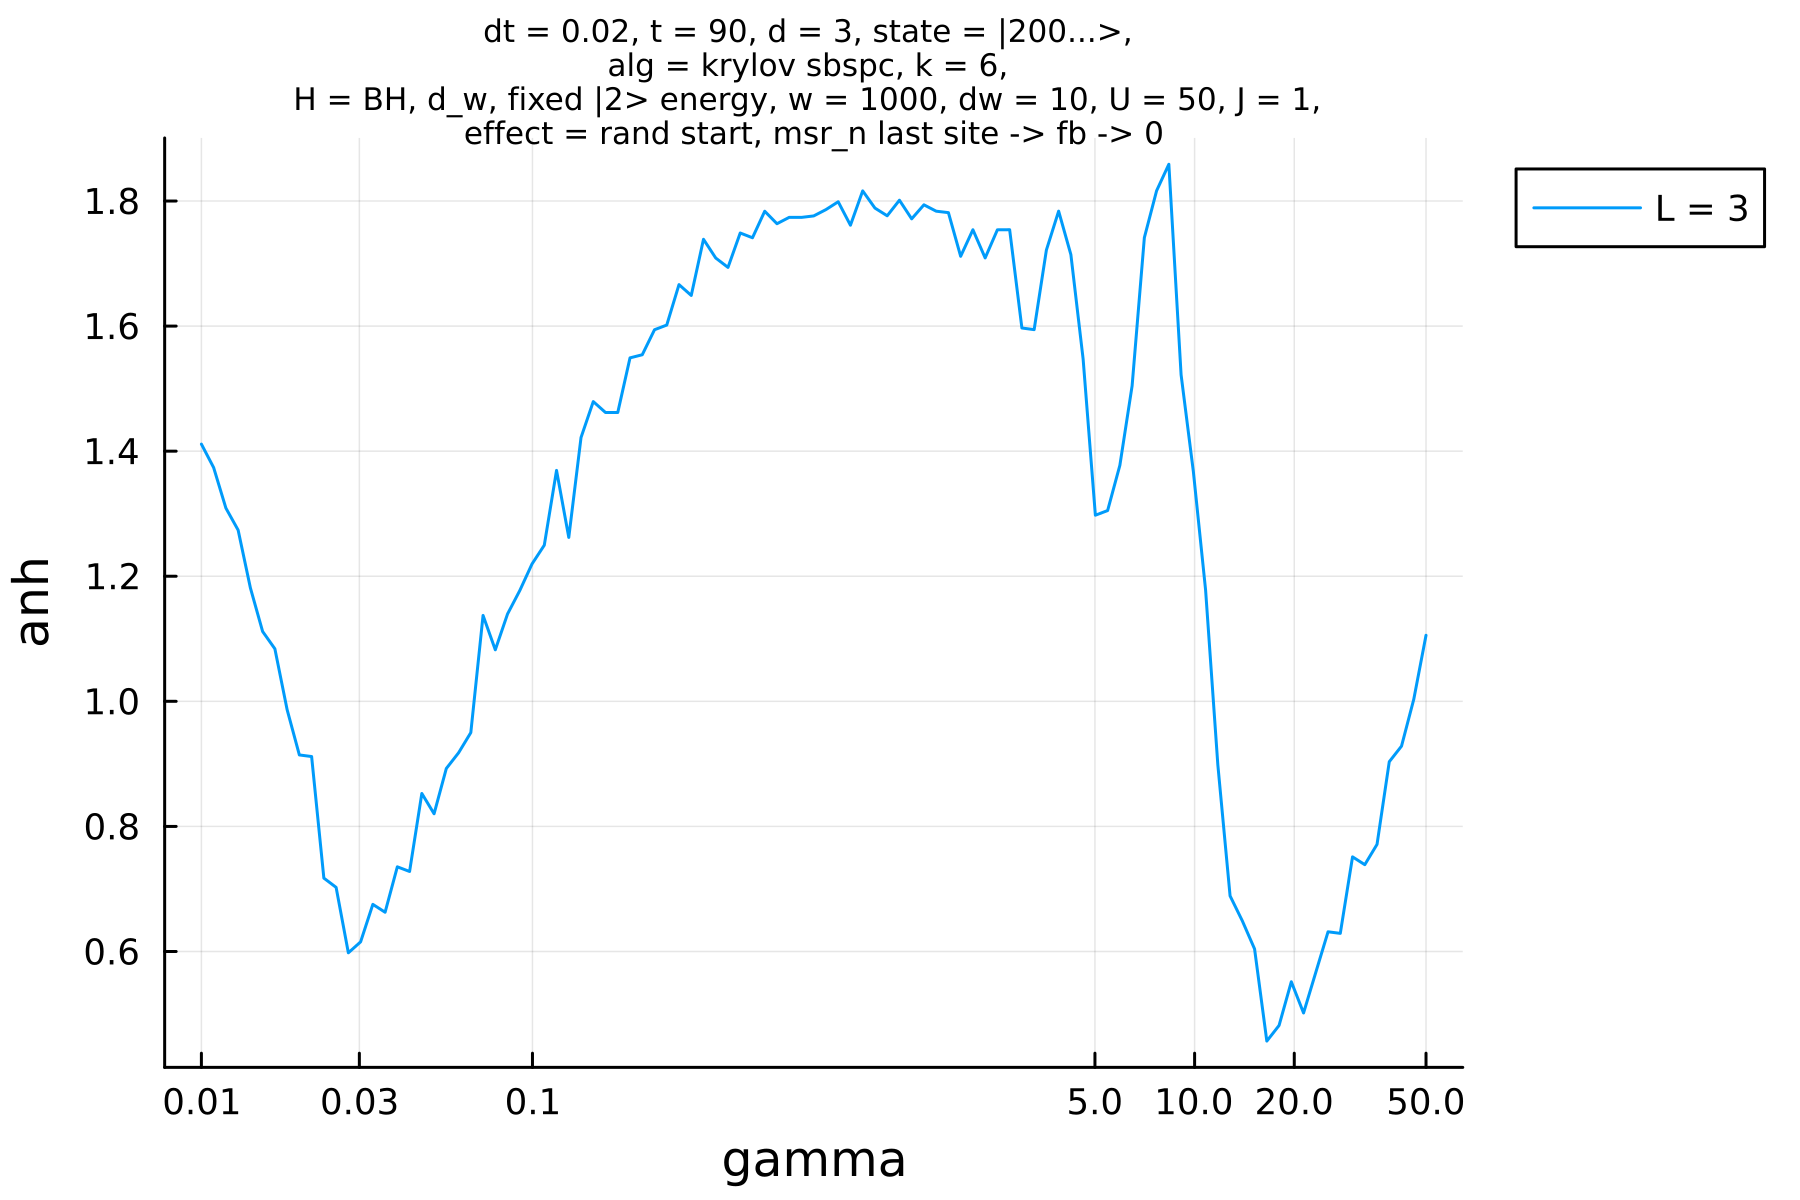 dt = 0.02, t = 90, d = 3, state = |200...>,
alg = krylov sbspc, k = 6,
H = BH, d_w, fixed |2> energy, w = 1000, dw = 10, U = 50, J = 1,
effect = rand start, msr_n last site -> fb -> 0
L = 3
1.8
1.6
1.4
1.2
1.0
0.8
0.6
anh
0.01 0.03 0.1 5.0 10.0 20.0 50.0
gamma